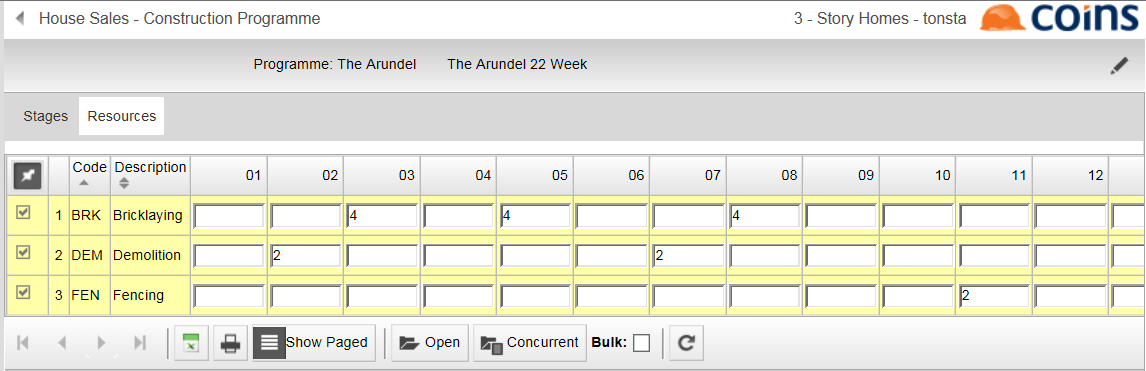 House Sales - Construction Programme 3 - Story Homes - tonsta coins
Programme: The Arundel The Arundel 22 Week
Stages Resources
Code Description 01 02 03 04 05 06 07 08 09 10 11 12
1 BRK Bricklaying 4 4 4
2 DEM Demolition 2 2
3 FEN Fencing 2
Show Paged Open Concurrent Bulk: